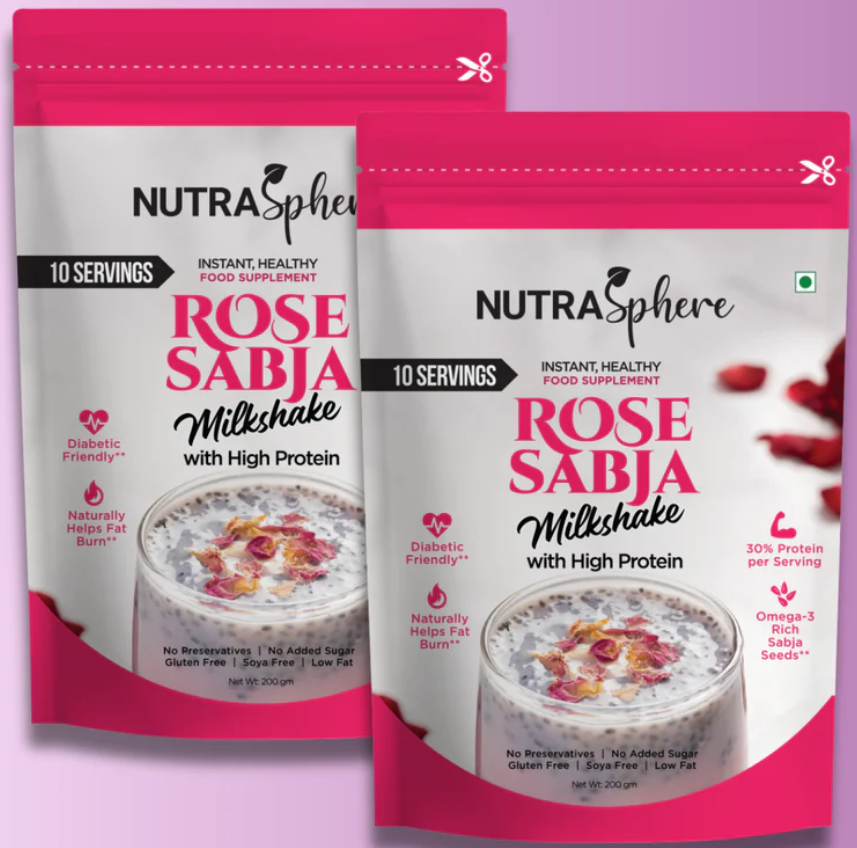 NUTRASpher
10 SERVINGS
INSTANT, HEALTHY
FOOD SUPPLEMENT
ROSE
SABJA
Milkshake
with High Protein
Diabetic
Friendly**
Naturally
Helps Fat
Burn**
No Preservatives | No Added Sugar
Gluten Free | Soya Free | Low Fat
Net Wt: 200 gm
NUTRASphere
10 SERVINGS
INSTANT, HEALTHY
FOOD SUPPLEMENT
ROSE
SABJA
Milkshake
with High Protein
Diabetic
Friendly**
Naturally
Helps Fat
Burn**
30% Protein
per Serving
Omega-3
Rich
Sabja
Seeds**
No Preservatives | No Added Sugar
Gluten Free | Soya Free | Low Fat
Net Wt: 200 gm